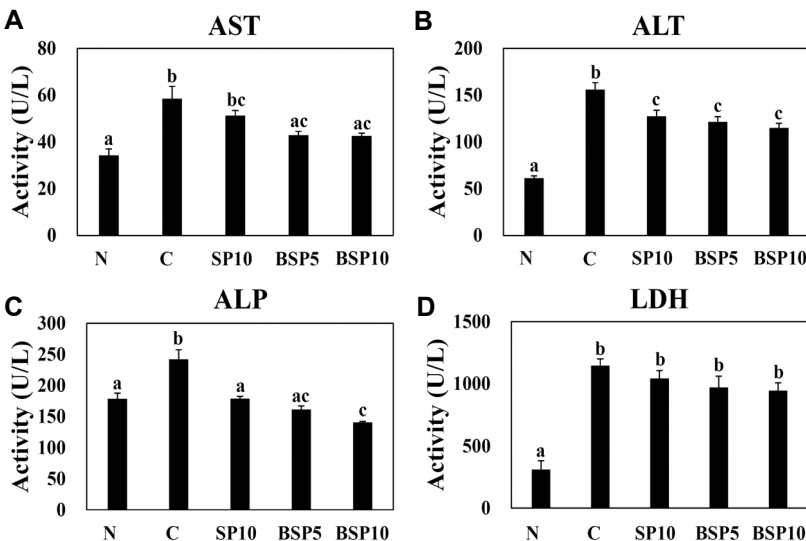 A
AST
Activity (U/L)
80
60
40
20
0
a
b
bc
ac
ac
N
C
SP10
BSP5
BSP10
B
ALT
Activity (U/L)
200
150
100
50
0
a
b
c
c
c
N
C
SP10
BSP5
BSP10
C
ALP
Activity (U/L)
300
250
200
150
100
50
0
a
b
a
ac
c
N
C
SP10
BSP5
BSP10
D
LDH
Activity (U/L)
1500
1000
500
0
a
b
b
b
b
N
C
SP10
BSP5
BSP10